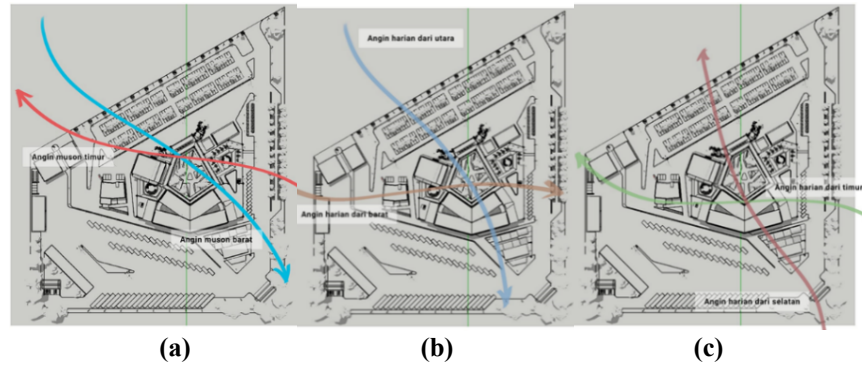 Angin muson timur
Angin muson barat
Angin harian dari utara
Angin harian dari barat
Angin harian dari timur
Angin harian dari selatan
(a)
(b)
(c)